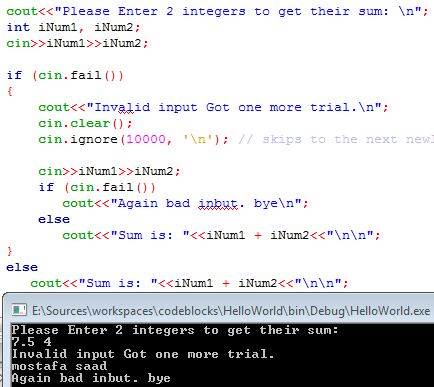 cout<<"Please Enter 2 integers to get their sum: \n";
int iNum1, iNum2;
cin>>iNum1>>iNum2;
if (cin.fail())
{
cout<<"Invalid input Got one more trial.\n";
cin.clear();
cin.ignore(10000, '\n'); // skips to the next newl
cin>>iNum1>>iNum2;
if (cin.fail())
cout<<"Again bad inbut. bye\n";
else
cout<<"Sum is: "<<iNum1 + iNum2<<"\n\n";
}
else
cout<<"Sum is: "<<iNum1 + iNum2<<"\n\n";
E:\Sources\workspaces\codeblocks\HelloWorld\bin\Debug\HelloWorld.exe
Please Enter 2 integers to get their sum:
7.5 4
Invalid input Got one more trial.
mostafa saad
Again bad inbut. bye